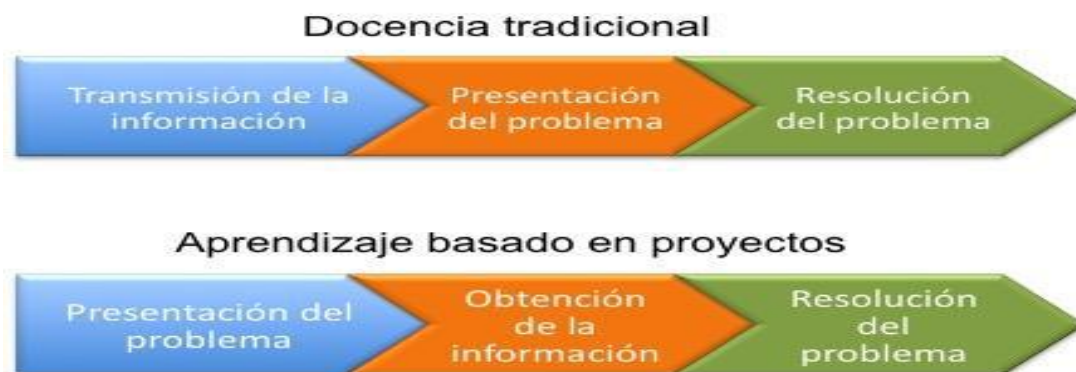 Docencia tradicional
Transmisión de la
información
Presentación
del problema
Resolución
del problema
Aprendizaje basado en proyectos
Presentación del
problema
Obtención
de la
información
Resolución
del
problema